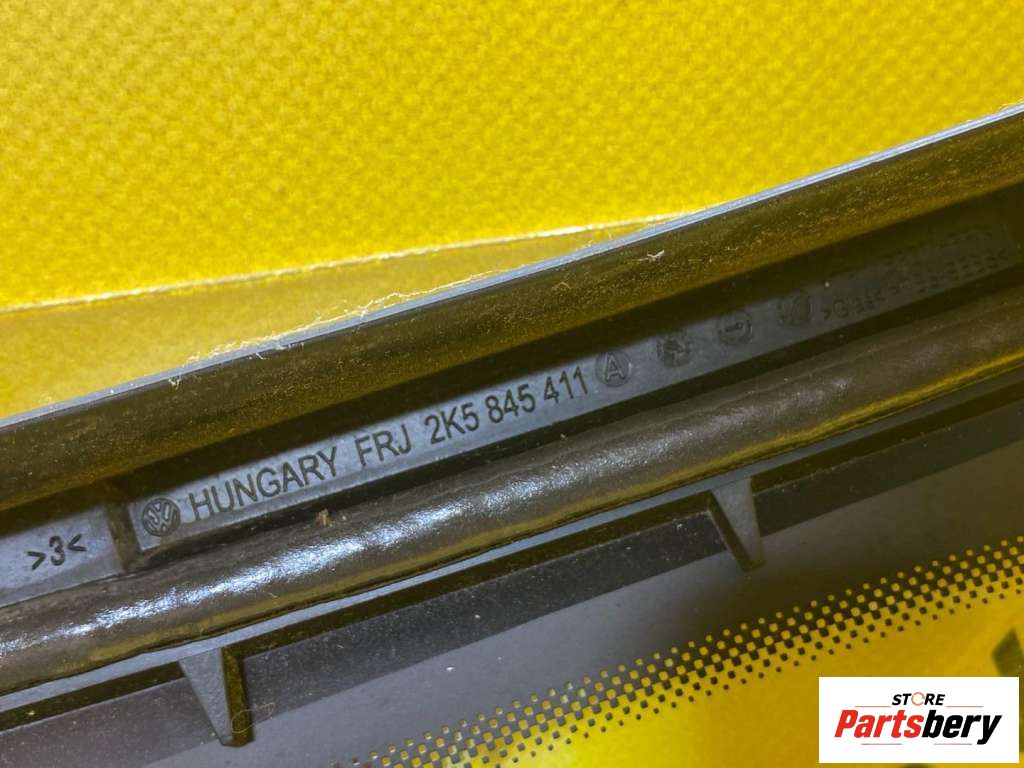 HUNGARY FRJ 2K5 845 411 A
>3<
STORE
Partsbery